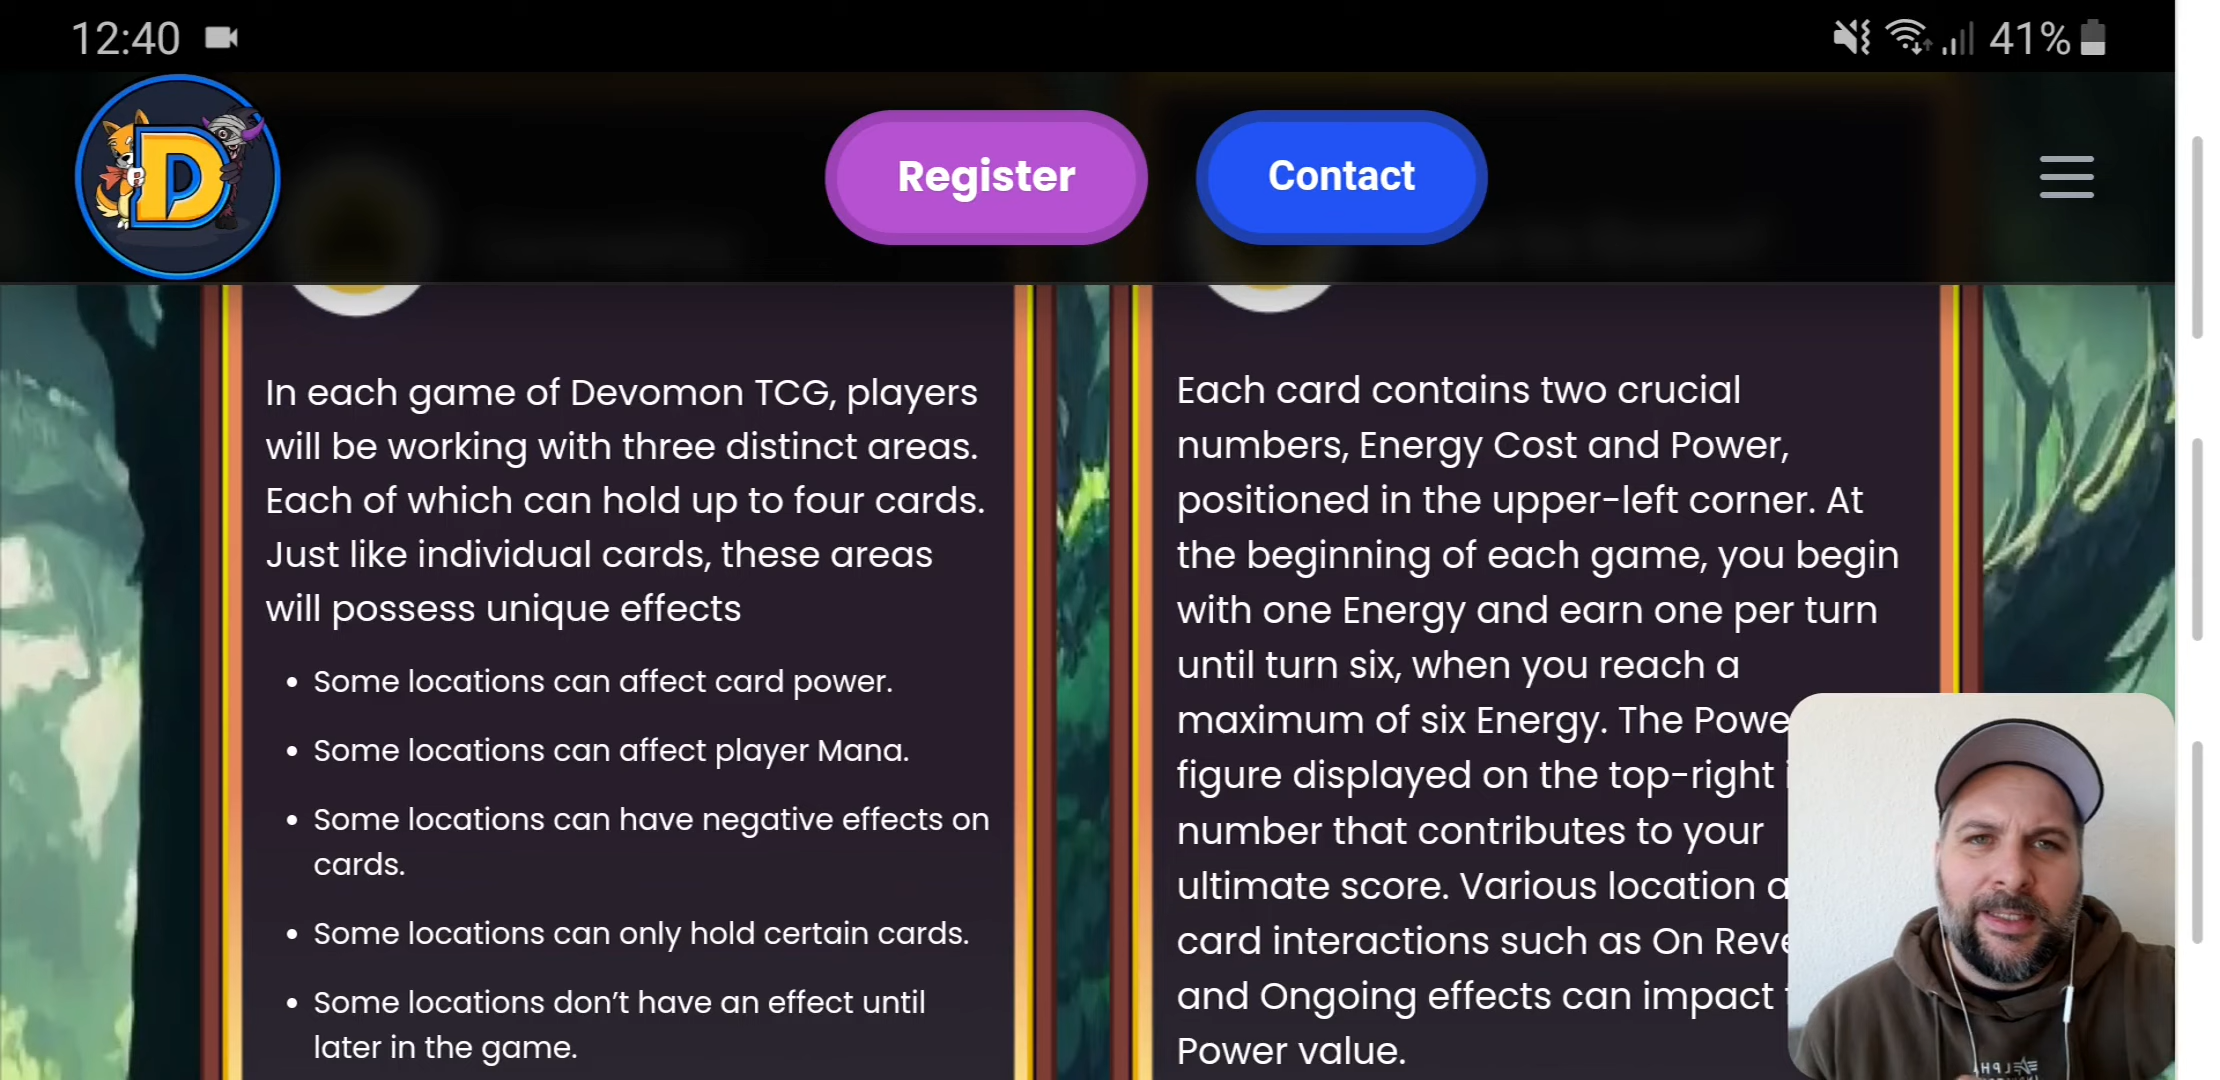 12:40
41%
Register
Contact
In each game of Devomon TCG, players
will be working with three distinct areas.
Each of which can hold up to four cards.
Just like individual cards, these areas
will possess unique effects
• Some locations can affect card power.
• Some locations can affect player Mana.
• Some locations can have negative effects on
cards.
• Some locations can only hold certain cards.
• Some locations don't have an effect until
later in the game.
Each card contains two crucial
numbers, Energy Cost and Power,
positioned in the upper-left corner. At
the beginning of each game, you begin
with one Energy and earn one per turn
until turn six, when you reach a
maximum of six Energy. The Powe
figure displayed on the top-right
number that contributes to your
ultimate score. Various location
card interactions such as On Reve
and Ongoing effects can impact
Power value.